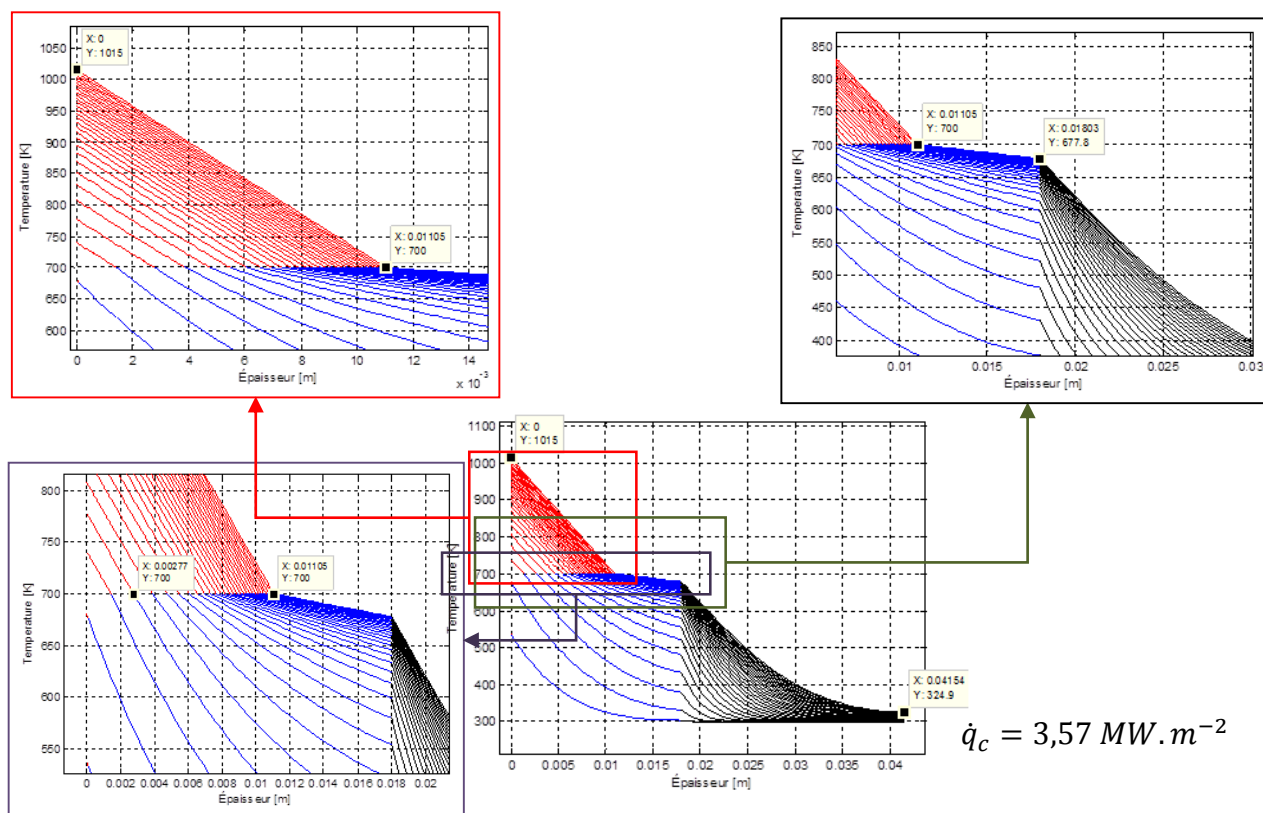 X: 0
Y: 1015
Temperature [K]
1050
1000
950
900
850
800
750
700
650
600
X: 0.01105
Y: 700
0 2 4 6 8 10 12 14
Épaisseur [m]
x 10⁻³
Temperature [K]
850
800
750
700
650
600
550
500
450
400
X: 0.01105
Y: 700
X: 0.01803
Y: 677.8
0.01 0.015 0.02 0.025 0.03
Épaisseur [m]
Temperature [K]
800
750
700
650
600
550
X: 0.00277
Y: 700
X: 0.01105
Y: 700
0 0.002 0.004 0.006 0.008 0.01 0.012 0.014 0.016 0.018 0.02
Épaisseur [m]
Temperature [K]
1100
1000
900
800
700
600
500
400
300
X: 0
Y: 1015
X: 0.04154
Y: 324.9
0 0.005 0.01 0.015 0.02 0.025 0.03 0.035 0.04
Épaisseur [m]
q̇c = 3,57 MW.m⁻²